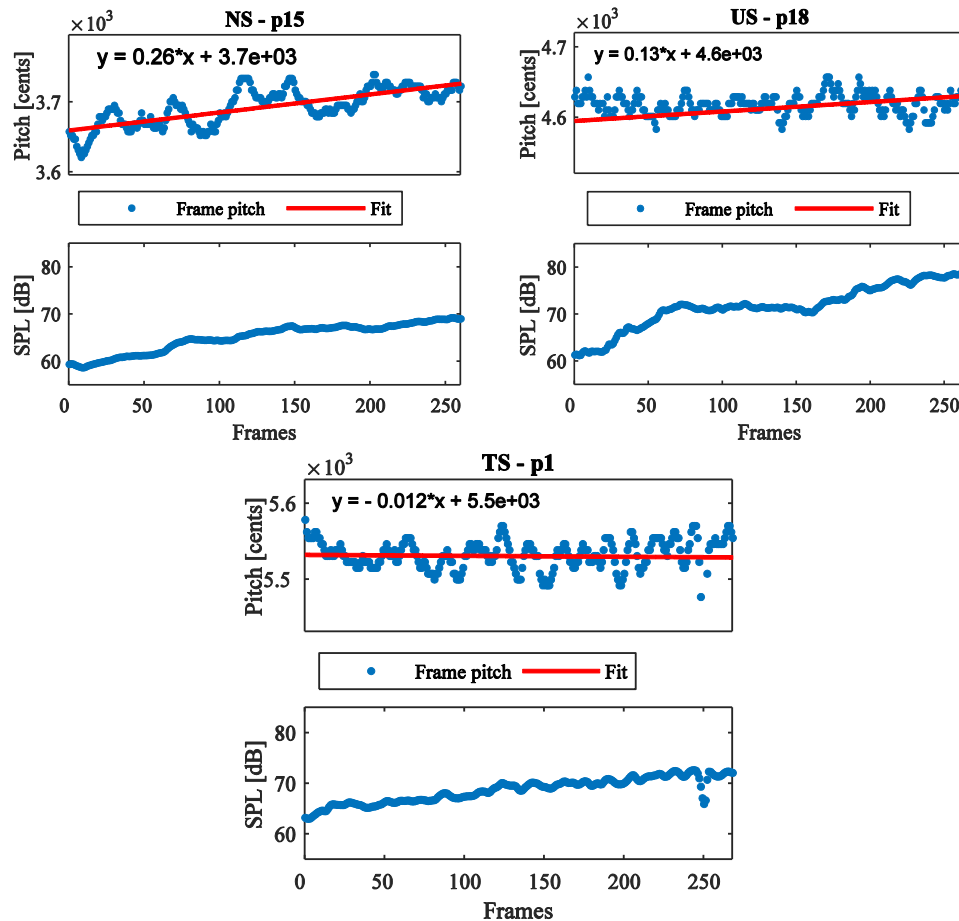 NS - p15
×10³
y = 0.26*x + 3.7e+03
Pitch [cents]
3.7
3.6
Frame pitch
Fit
SPL [dB]
80
70
60
0 50 100 150 200 250
Frames
US - p18
4.7
×10³
y = 0.13*x + 4.6e+03
Pitch [cents]
4.6
Frame pitch
Fit
SPL [dB]
80
70
60
0 50 100 150 200 250
Frames
TS - p1
×10³
y = - 0.012*x + 5.5e+03
Pitch [cents]
5.6
5.5
Frame pitch
Fit
SPL [dB]
80
70
60
0 50 100 150 200 250
Frames